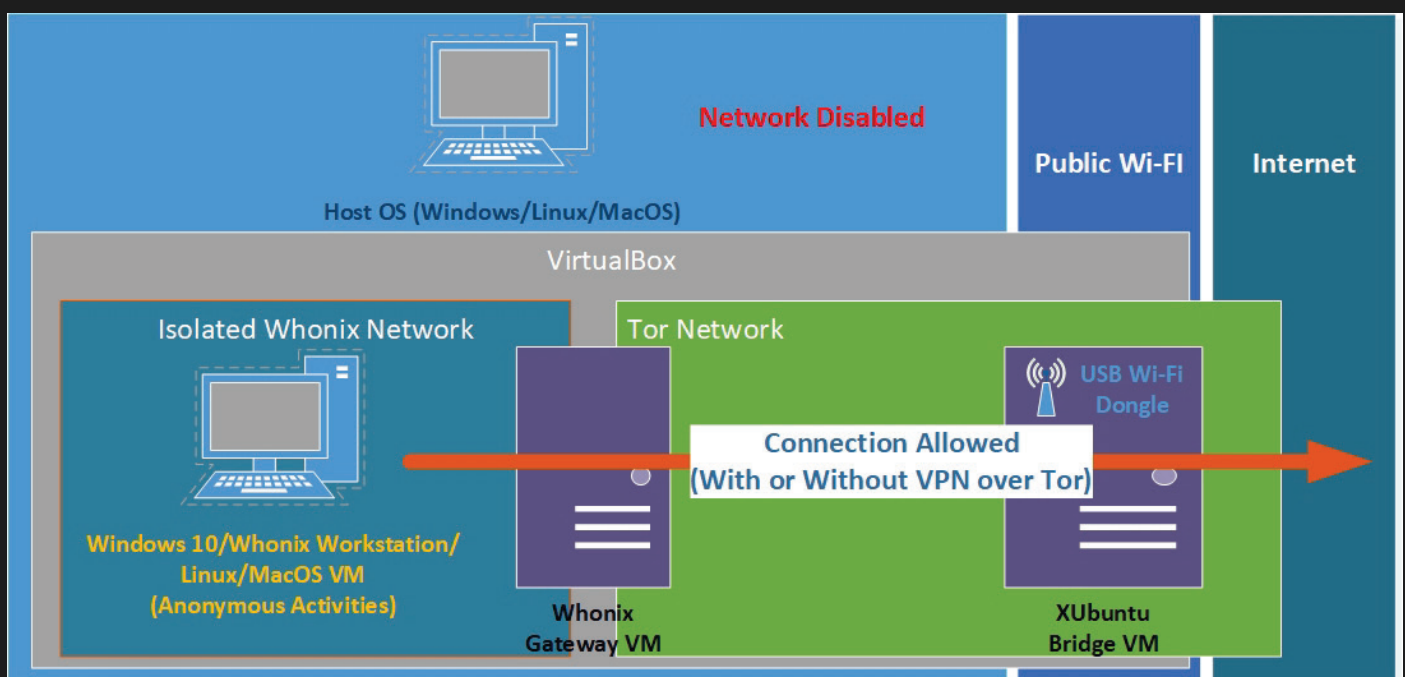 Network Disabled
Public Wi-FI
Internet
Host OS (Windows/Linux/MacOS)
VirtualBox
Isolated Whonix Network
Tor Network
USB Wi-Fi
Dongle
Connection Allowed
(With or Without VPN over Tor)
Windows 10/Whonix Workstation/
Linux/MacOS VM
(Anonymous Activities)
Whonix
Gateway VM
XUbuntu
Bridge VM